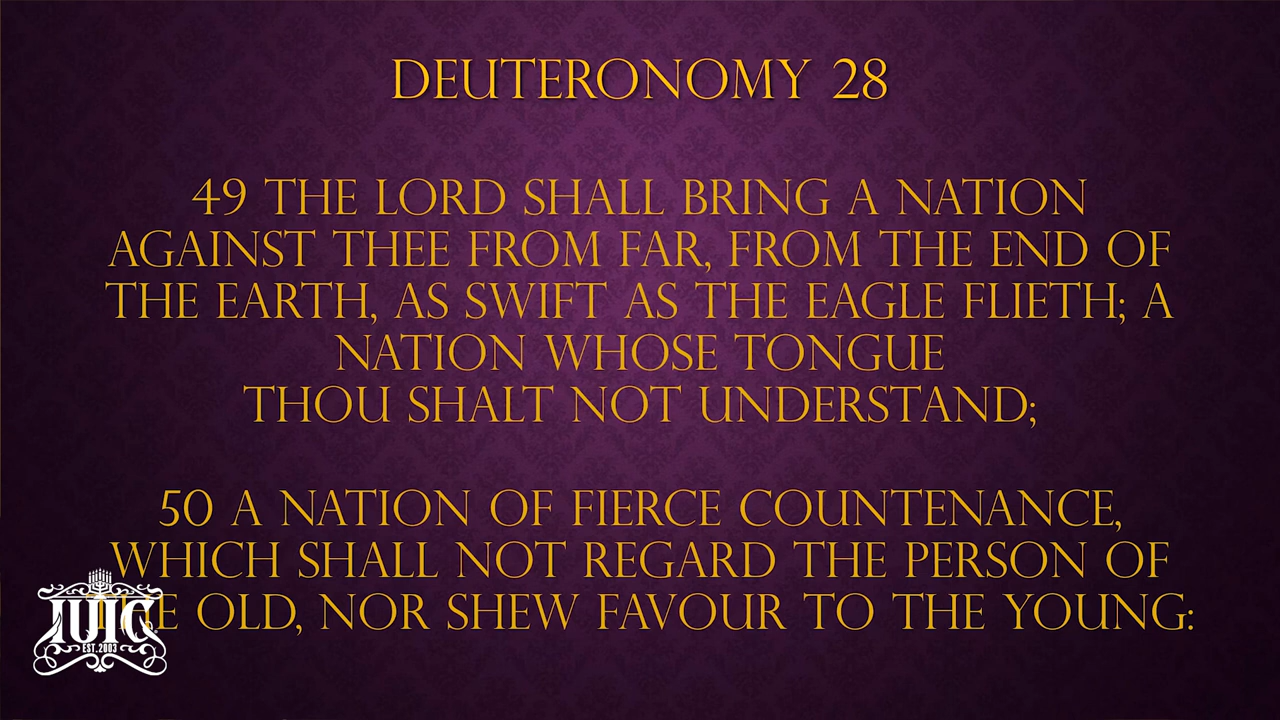 DEUTERONOMY 28
49 THE LORD SHALL BRING A NATION
AGAINST THEE FROM FAR, FROM THE END OF
THE EARTH, AS SWIFT AS THE EAGLE FLIETH; A
NATION WHOSE TONGUE
THOU SHALT NOT UNDERSTAND;
50 A NATION OF FIERCE COUNTENANCE,
WHICH SHALL NOT REGARD THE PERSON OF
THE OLD, NOR SHEW FAVOUR TO THE YOUNG:
IUIC
EST. 2003